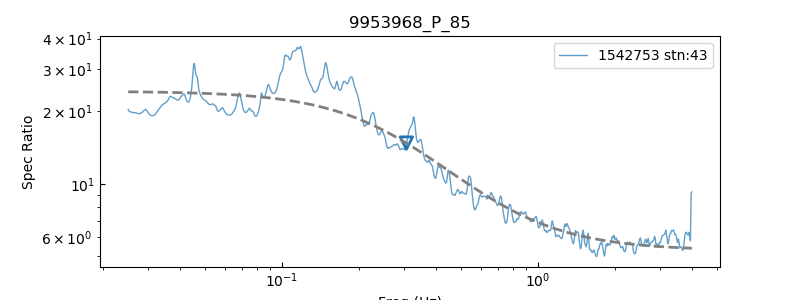 9953968_P_85
1542753 stn:43
Spec Ratio
4 × 10¹
3 × 10¹
2 × 10¹
10¹
6 × 10⁰
10⁻¹
10⁰
Freq (Hz)